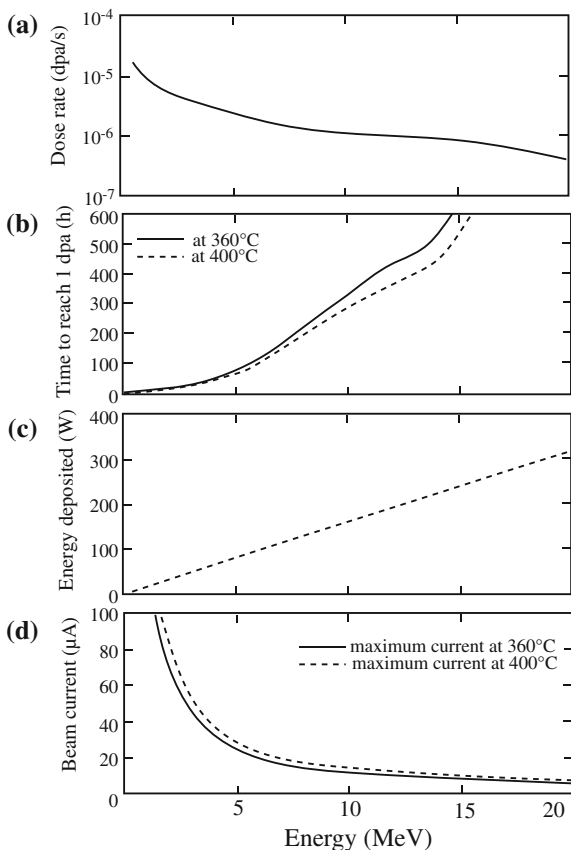 (a)
Dose rate (dpa/s)
10-4
10-5
10-6
10-7
(b)
Time to reach 1 dpa (h)
600
500
400
300
200
100
0
at 360°C
at 400°C
(c)
Energy deposited (W)
400
300
200
100
0
(d)
Beam current (μA)
100
80
60
40
20
0
maximum current at 360°C
maximum current at 400°C
0
5
10
15
20
Energy (MeV)